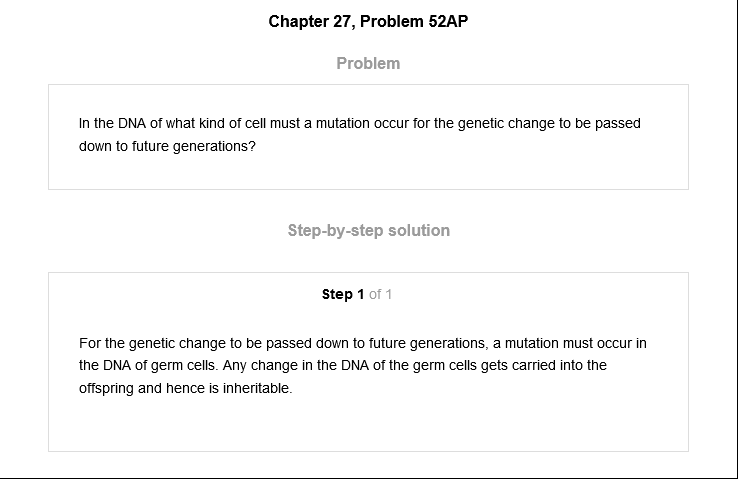 Chapter 27, Problem 52AP
Problem
In the DNA of what kind of cell must a mutation occur for the genetic change to be passed
down to future generations?
Step-by-step solution
Step 1 of 1
For the genetic change to be passed down to future generations, a mutation must occur in
the DNA of germ cells. Any change in the DNA of the germ cells gets carried into the
offspring and hence is inheritable.